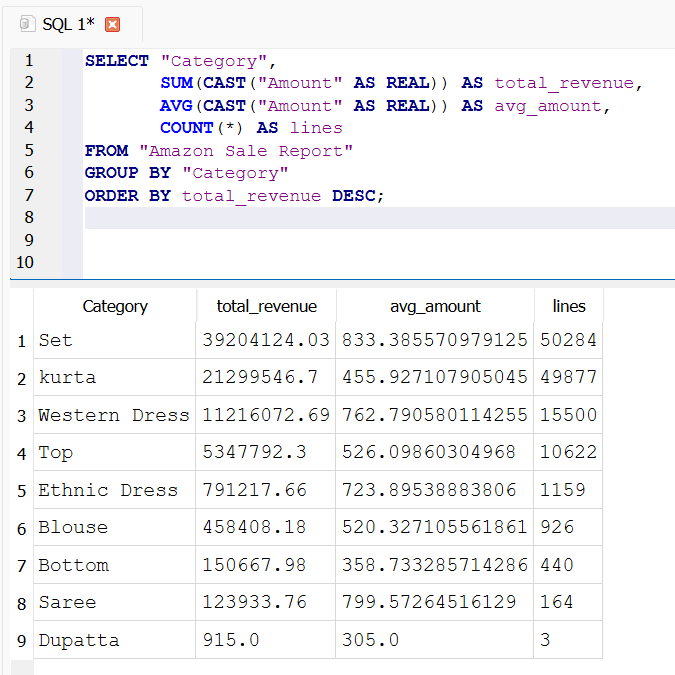 SQL 1*
1 SELECT "Category",
2 SUM(CAST("Amount" AS REAL)) AS total_revenue,
3 AVG(CAST("Amount" AS REAL)) AS avg_amount,
4 COUNT(*) AS lines
5 FROM "Amazon Sale Report"
6 GROUP BY "Category"
7 ORDER BY total_revenue DESC;
8
9
10
Category total_revenue avg_amount lines
1 Set 39204124.03 833.385570979125 50284
2 kurta 21299546.7 455.927107905045 49877
3 Western Dress 11216072.69 762.790580114255 15500
4 Top 5347792.3 526.09860304968 10622
5 Ethnic Dress 791217.66 723.89538883806 1159
6 Blouse 458408.18 520.327105561861 926
7 Bottom 150667.98 358.733285714286 440
8 Saree 123933.76 799.57264516129 164
9 Dupatta 915.0 305.0 3